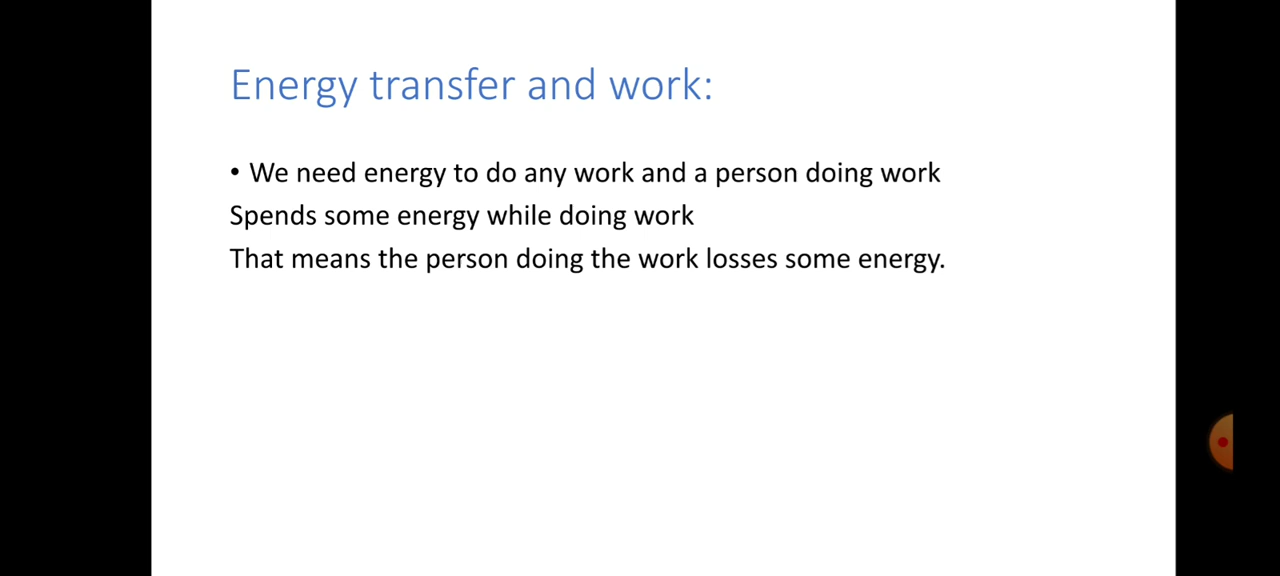 Energy transfer and work:
• We need energy to do any work and a person doing work
Spends some energy while doing work
That means the person doing the work losses some energy.